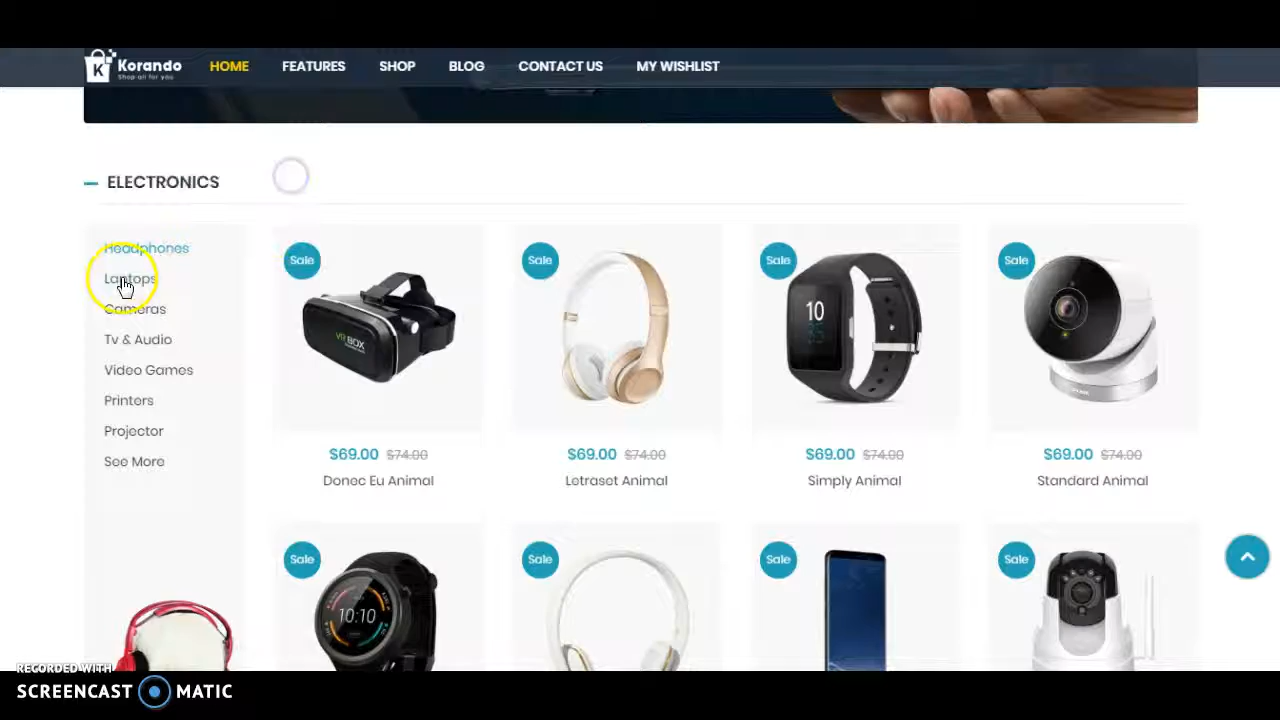 K Korando
Shop all for you
HOME FEATURES SHOP BLOG CONTACT US MY WISHLIST
ELECTRONICS
Headphones
Laptops
Cameras
Tv & Audio
Video Games
Printers
Projector
See More
Sale Sale Sale Sale
VR BOX
10
$69.00 $74.00 $69.00 $74.00 $69.00 $74.00 $69.00 $74.00
Donec Eu Animal Letraset Animal Simply Animal Standard Animal
Sale Sale Sale Sale
10:10
RECORDED WITH
SCREENCAST MATIC